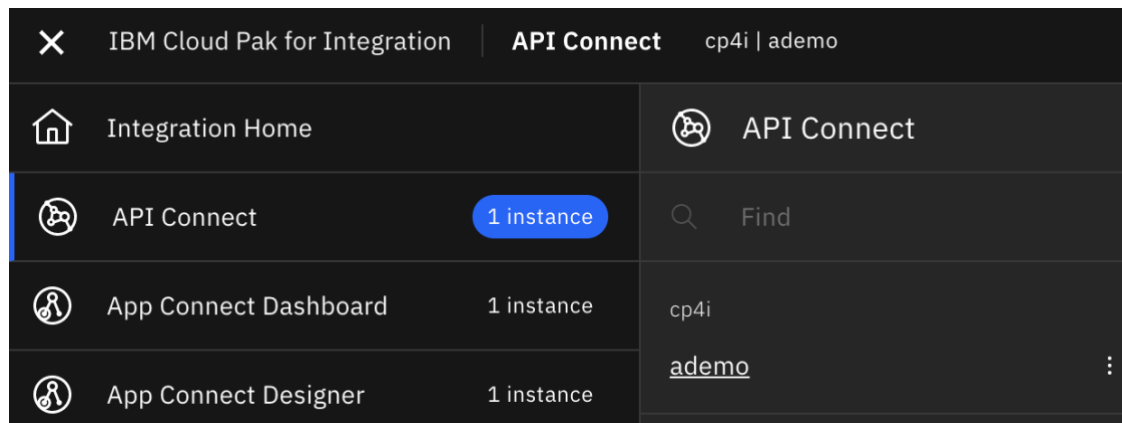 IBM Cloud Pak for Integration API Connect cp4i | ademo
Integration Home
API Connect 1 instance
App Connect Dashboard 1 instance
App Connect Designer 1 instance
API Connect
Find
cp4i
ademo